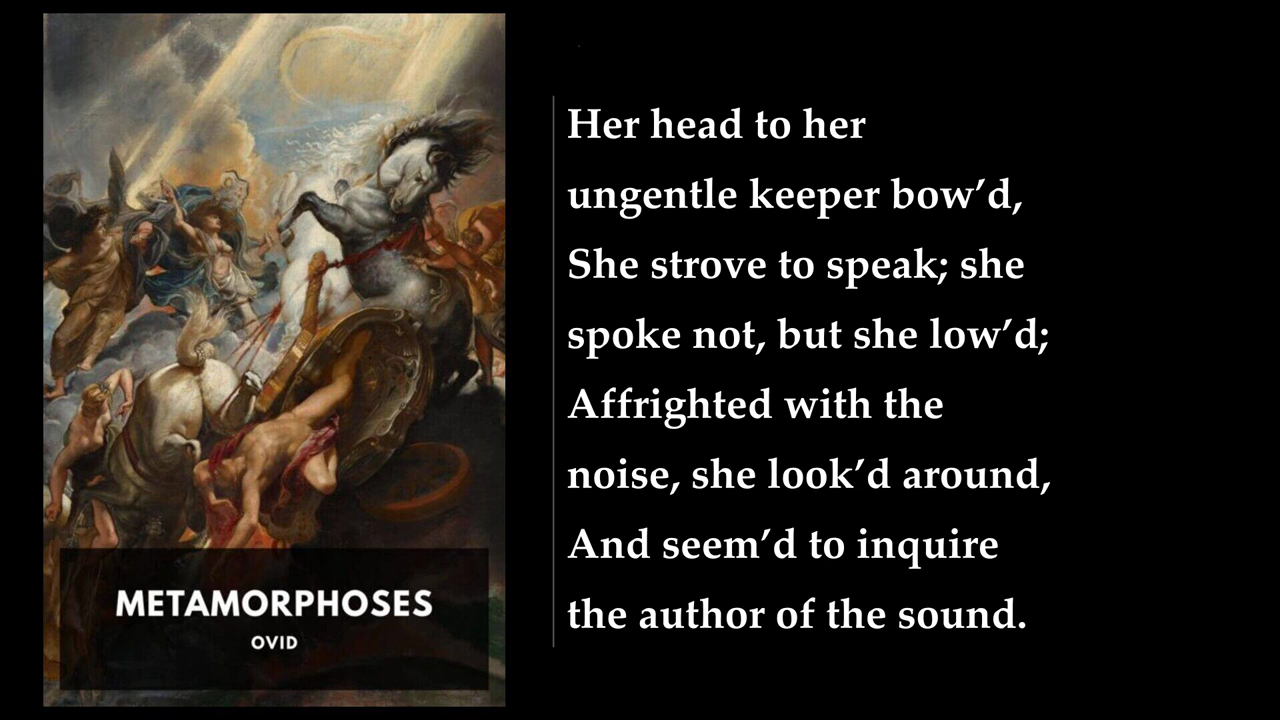 METAMORPHOSES
OVID
Her head to her
ungentle keeper bow’d,
She strove to speak; she
spoke not, but she low’d;
Affrighted with the
noise, she look’d around,
And seem’d to inquire
the author of the sound.